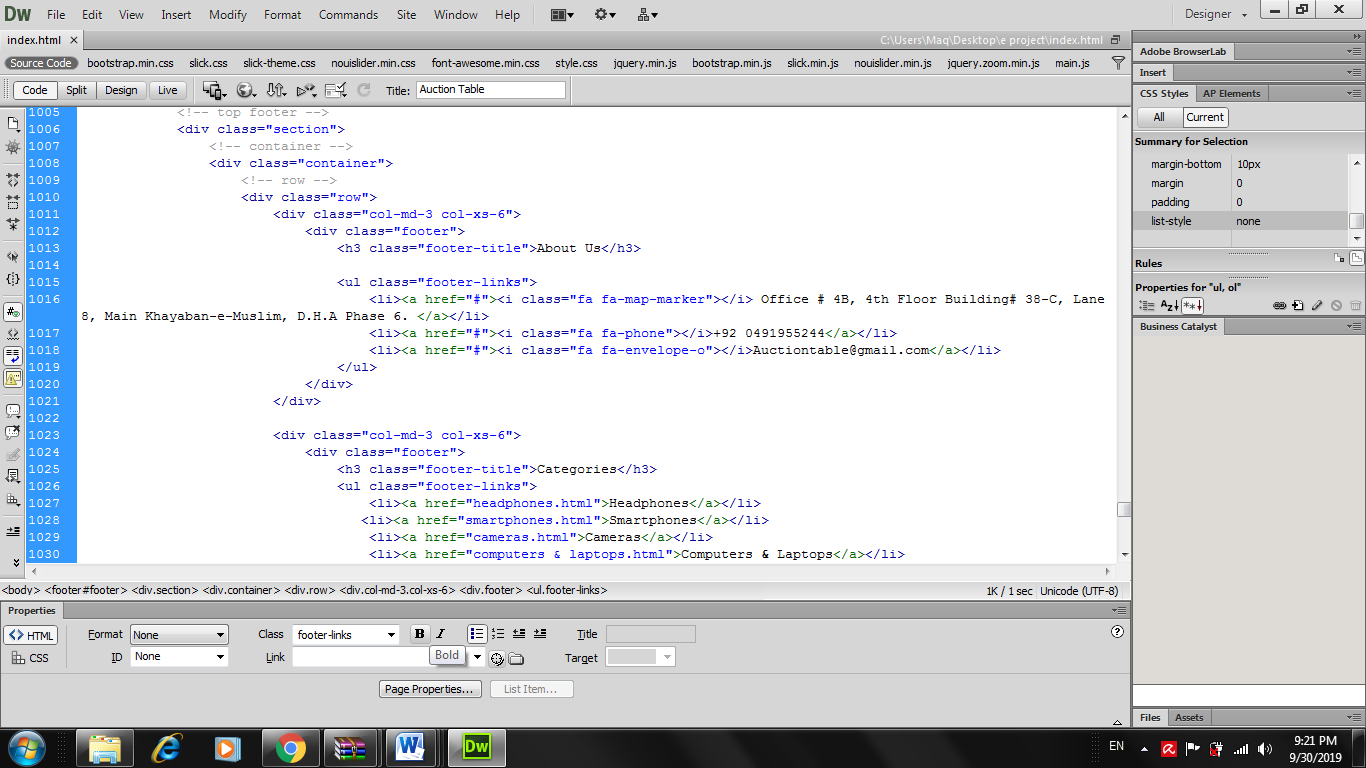 Dw File Edit View Insert Modify Format Commands Site Window Help Designer
index.html C:\Users\Maq\Desktop\e project\index.html
Source Code bootstrap.min.css slick.css slick-theme.css nouislider.min.css font-awesome.min.css style.css jquery.min.js bootstrap.min.js slick.min.js nouislider.min.js jquery.zoom.min.js main.js
Code Split Design Live Title: Auction Table
1005 <!-- top footer -->
1006 <div class="section">
1007 <!-- container -->
1008 <div class="container">
1009 <!-- row -->
1010 <div class="row">
1011 <div class="col-md-3 col-xs-6">
1012 <div class="footer">
1013 <h3 class="footer-title">About Us</h3>
1014
1015 <ul class="footer-links">
1016 <li><a href="#"><i class="fa fa-map-marker"></i> Office # 4B, 4th Floor Building# 38-C, Lane
8, Main Khayaban-e-Muslim, D.H.A Phase 6. </a></li>
1017 <li><a href="#"><i class="fa fa-phone"></i>+92 0491955244</a></li>
1018 <li><a href="#"><i class="fa fa-envelope-o"></i>Auctiontable@gmail.com</a></li>
1019 </ul>
1020 </div>
1021 </div>
1022
1023 <div class="col-md-3 col-xs-6">
1024 <div class="footer">
1025 <h3 class="footer-title">Categories</h3>
1026 <ul class="footer-links">
1027 <li><a href="headphones.html">Headphones</a></li>
1028 <li><a href="smartphones.html">Smartphones</a></li>
1029 <li><a href="cameras.html">Cameras</a></li>
1030 <li><a href="computers & laptops.html">Computers & Laptops</a></li>
<body> <footer#footer> <div.section> <div.container> <div.row> <div.col-md-3.col-xs-6> <div.footer> <ul.footer-links> 1K / 1 sec Unicode (UTF-8)
Properties
<> HTML Format None Class footer-links B I Title
CSS ID None Link Bold Target
Page Properties... List Item...
Adobe BrowserLab
Insert
CSS Styles AP Elements
All Current
Summary for Selection
margin-bottom 10px
margin 0
padding 0
list-style none
Rules
Properties for "ul, ol"
Business Catalyst
Files Assets
EN 9:21 PM
9/30/2019